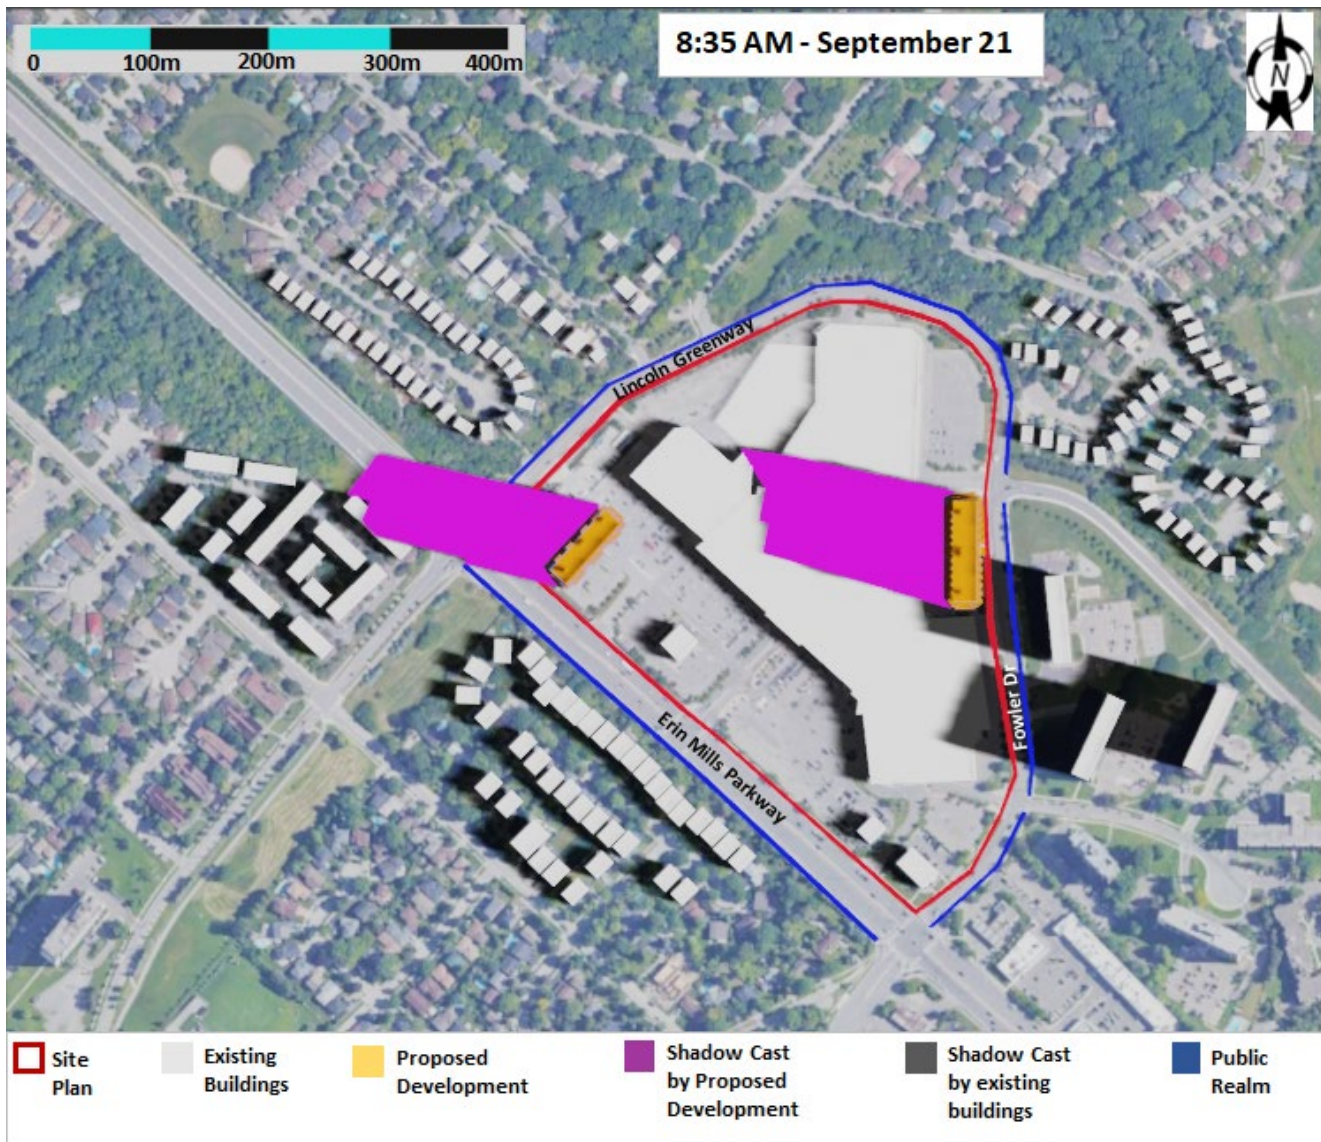 8:35 AM - September 21
N
0 100m 200m 300m 400m
Lincoln Greenway
Fowler Dr
Erin Mills Parkway
Site
Plan
Existing
Buildings
Proposed
Development
Shadow Cast
by Proposed
Development
Shadow Cast
by existing
buildings
Public
Realm